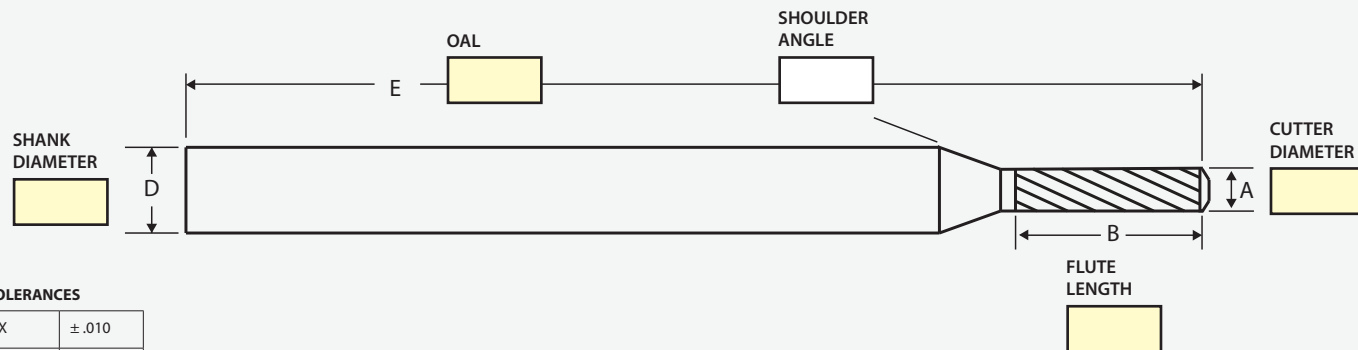 SHOULDER
ANGLE
OAL
E
SHANK
DIAMETER
D
CUTTER
DIAMETER
A
B
FLUTE
LENGTH
X ± .010